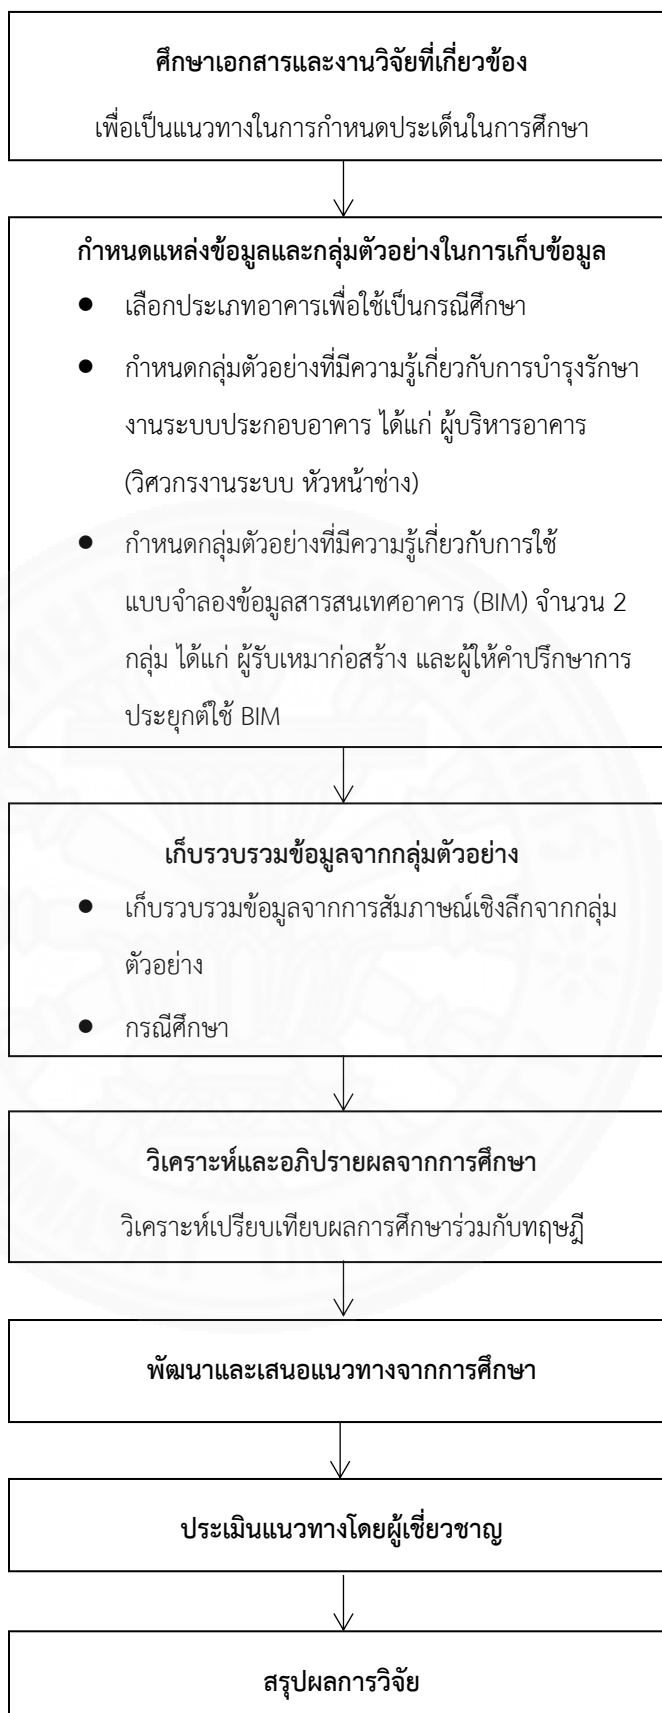 ศึกษาเอกสารและงานวิจัยที่เกี่ยวข้อง
เพื่อเป็นแนวทางในการกำหนดประเด็นในการศึกษา
กำหนดแหล่งข้อมูลและกลุ่มตัวอย่างในการเก็บข้อมูล
● เลือกประเภทอาคารเพื่อใช้เป็นกรณีศึกษา
● กำหนดกลุ่มตัวอย่างที่มีความรู้เกี่ยวกับการบำรุงรักษา
งานระบบประกอบอาคาร ได้แก่ ผู้บริหารอาคาร
(วิศวกรงานระบบ หัวหน้าช่าง)
● กำหนดกลุ่มตัวอย่างที่มีความรู้เกี่ยวกับการใช้
แบบจำลองข้อมูลสารสนเทศอาคาร (BIM) จำนวน 2
กลุ่ม ได้แก่ ผู้รับเหมาก่อสร้าง และผู้ให้คำปรึกษาการ
ประยุกต์ใช้ BIM
เก็บรวบรวมข้อมูลจากกลุ่มตัวอย่าง
● เก็บรวบรวมข้อมูลจากการสัมภาษณ์เชิงลึกจากกลุ่ม
ตัวอย่าง
● กรณีศึกษา
วิเคราะห์และอภิปรายผลจากการศึกษา
วิเคราะห์เปรียบเทียบผลการศึกษาร่วมกับทฤษฎี
พัฒนาและเสนอแนวทางจากการศึกษา
ประเมินแนวทางโดยผู้เชี่ยวชาญ
สรุปผลการวิจัย